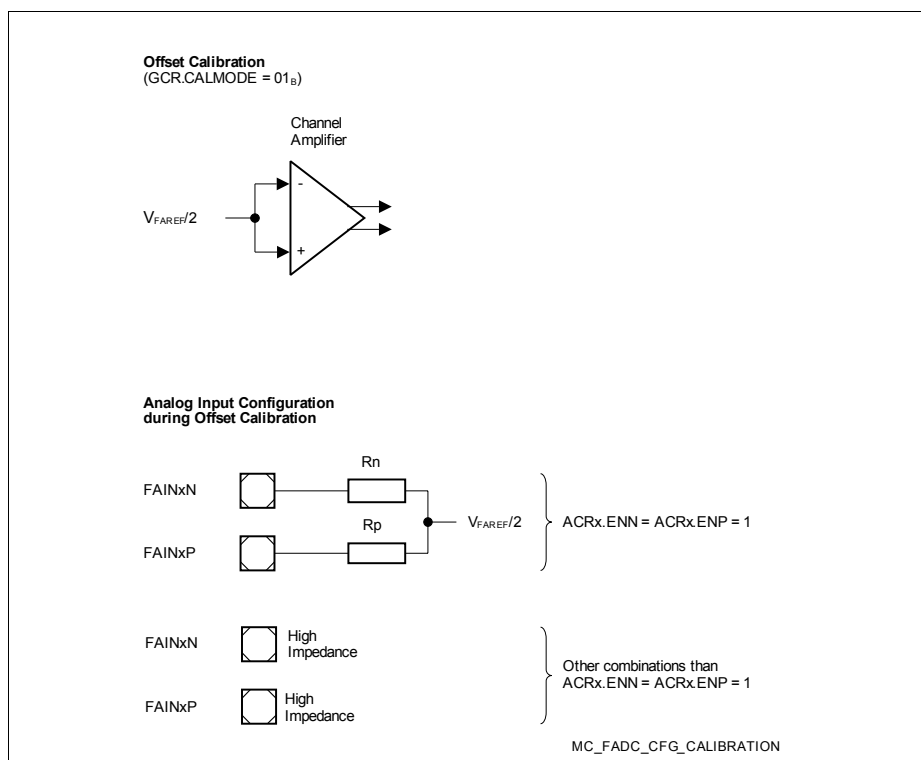 Offset Calibration
(GCR.CALMODE = 01B)
Channel
Amplifier
-
VFAREF/2
+
Analog Input Configuration
during Offset Calibration
Rn
FAINxN
VFAREF/2
ACRx.ENN = ACRx.ENP = 1
Rp
FAINxP
FAINxN
High
Impedance
Other combinations than
ACRx.ENN = ACRx.ENP = 1
FAINxP
High
Impedance
MC_FADC_CFG_CALIBRATION